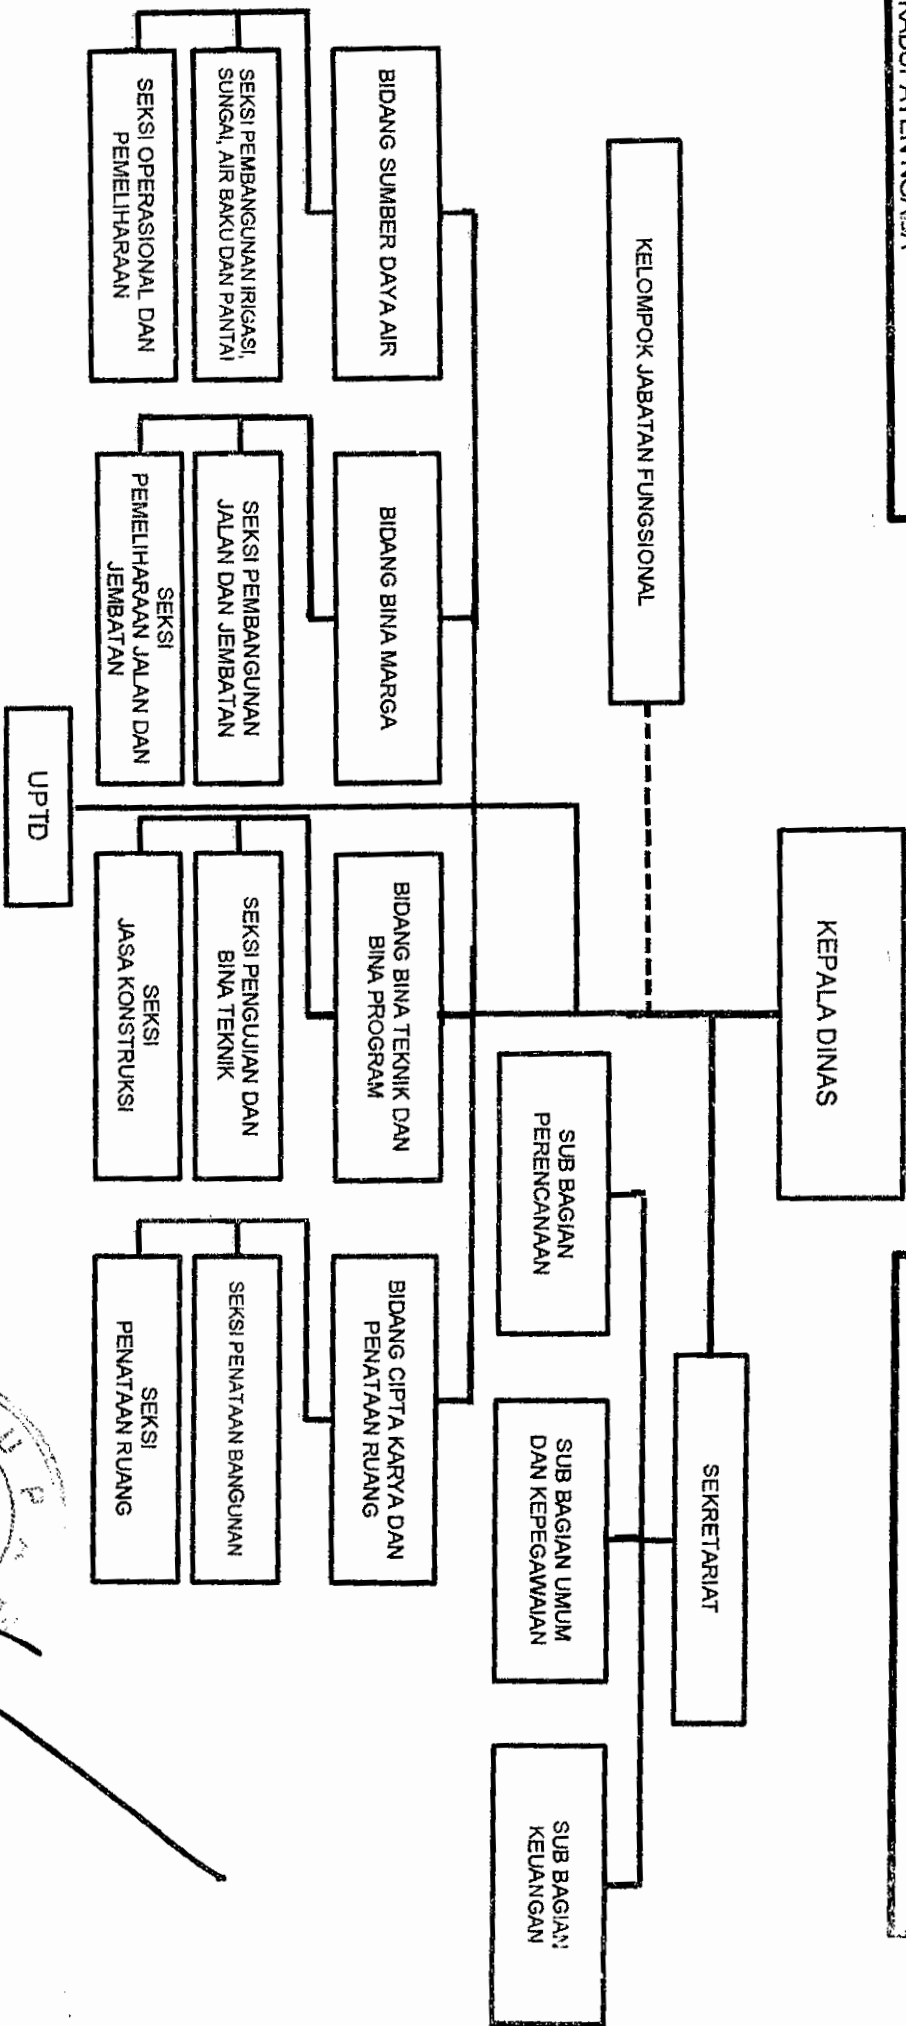 KEPALA DINAS
SEKRETARIAT
KELOMPOK JABATAN FUNGSIONAL
SUB BAGIAN
PERENCANAAN
SUB BAGIAN UMUM
DAN KEPEGAWAIAN
SUB BAGIAN
KEUANGAN
BIDANG SUMBER DAYA AIR
BIDANG BINA MARGA
BIDANG BINA TEKNIK DAN
BINA PROGRAM
BIDANG CIPTA KARYA DAN
PENATAAN RUANG
SEKSI PEMBANGUNAN IRIGASI,
SUNGAI, AIR BAKU DAN PANTAI
SEKSI PEMBANGUNAN
JALAN DAN JEMBATAN
SEKSI PENGUJIAN DAN
BINA TEKNIK
SEKSI PENATAAN BANGUNAN
SEKSI OPERASIONAL DAN
PEMELIHARAAN
SEKSI
PEMELIHARAAN JALAN DAN
JEMBATAN
SEKSI
JASA KONSTRUKSI
SEKSI
PENATAAN RUANG
UPTD